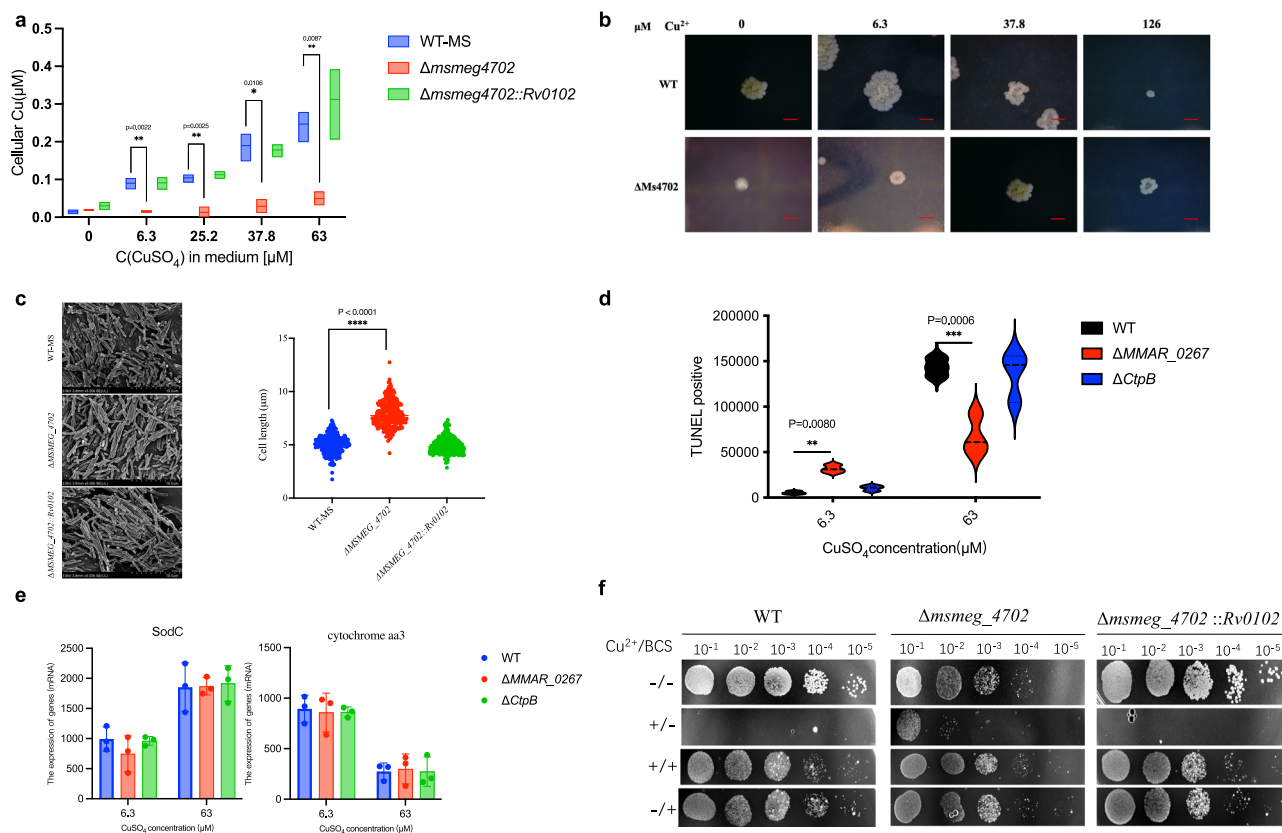 a
Cellular Cu(μM)
0.5
0.4
0.3
0.2
0.1
0.0
p=0.0022
**
p=0.0025
**
0.0106
*
0.0087
**
0 6.3 25.2 37.8 63
C(CuSO₄) in medium [μM]
WT-MS
Δmsmeg4702
Δmsmeg4702::Rv0102
b
μM Cu²⁺ 0 6.3 37.8 126
WT
ΔMs4702
c
WT-MS
ΔMSMEG_4702
ΔMSMEG_4702::Rv0102
P < 0.0001
****
Cell length(μm)
15
10
5
0
WT-MS
ΔMSMEG_4702
ΔMSMEG_4702::Rv0102
d
TUNEL positive
200000
150000
100000
50000
0
P=0.0080
**
P=0.0006
***
6.3 63
CuSO₄concentration(μM)
WT
ΔMMAR_0267
ΔCtpB
e
SodC
The expression of genes (mRNA)
2500
2000
1500
1000
500
0
6.3 63
CuSO₄ concentration (μM)
cytochrome aa3
The expression of genes (mRNA)
1500
1000
500
0
6.3 63
CuSO₄ concentration (μM)
WT
ΔMMAR_0267
ΔCtpB
f
WT Δmsmeg_4702 Δmsmeg_4702 ::Rv0102
Cu²⁺/BCS
10⁻¹ 10⁻² 10⁻³ 10⁻⁴ 10⁻⁵ 10⁻¹ 10⁻² 10⁻³ 10⁻⁴ 10⁻⁵ 10⁻¹ 10⁻² 10⁻³ 10⁻⁴ 10⁻⁵
-/-
+/-
+/+
-/+